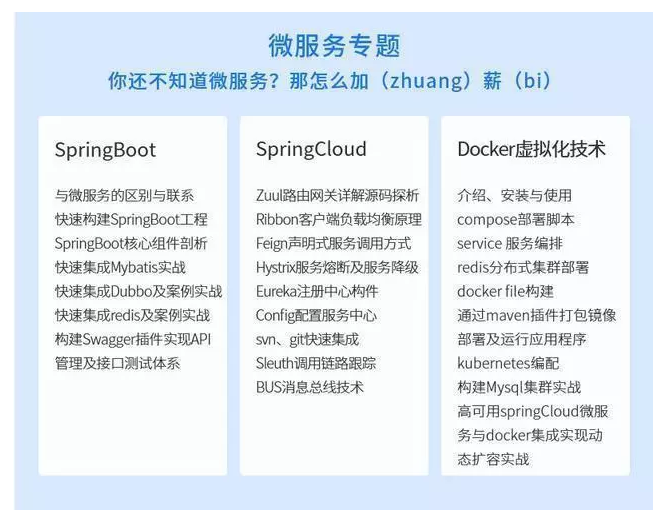 微服务专题
你还不知道微服务？那怎么加（zhuang）薪（bi）
SpringBoot
与微服务的区别与联系
快速构建SpringBoot工程
SpringBoot核心组件剖析
快速集成Mybatis实战
快速集成Dubbo及案例实战
快速集成redis及案例实战
构建Swagger插件实现API
管理及接口测试体系
SpringCloud
Zuul路由网关详解源码探析
Ribbon客户端负载均衡原理
Feign声明式服务调用方式
Hystrix服务熔断及服务降级
Eureka注册中心构件
Config配置服务中心
svn、git快速集成
Sleuth调用链路跟踪
BUS消息总线技术
Docker虚拟化技术
介绍、安装与使用
compose部署脚本
service 服务编排
redis分布式集群部署
docker file构建
通过maven插件打包镜像
部署及运行应用程序
kubernetes编配
构建Mysql集群实战
高可用springCloud微服
务与docker集成实现动
态扩容实战